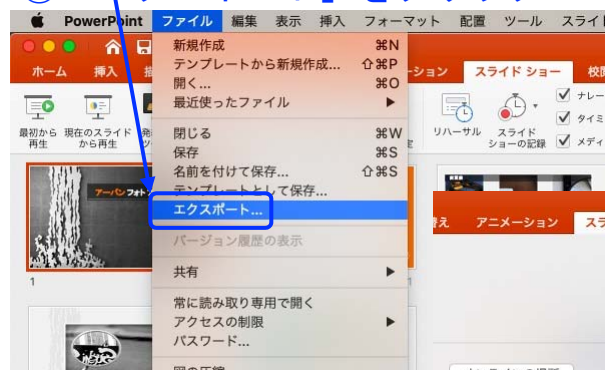 PowerPoint ファイル 編集 表示 挿入 フォーマット 配置 ツール スライド
ホーム 挿入
ション スライド ショー 校閲
新規作成 ⌘N
テンプレートから新規作成... ⇧⌘P
開く... ⌘O
最近使ったファイル ▶
閉じる ⌘W
保存 ⌘S
名前を付けて保存... ⇧⌘S
テンプレートとして保存...
エクスポート...
バージョン履歴の表示
共有 ▶
常に読み取り専用で開く
アクセスの制限 ▶
パスワード...
最初から
再生
現在のスライド
から再生
リハーサル
スライド
ショーの記録
ナレー
タイミ
メディ
アーバンフォト
1
替え アニメーション スラ